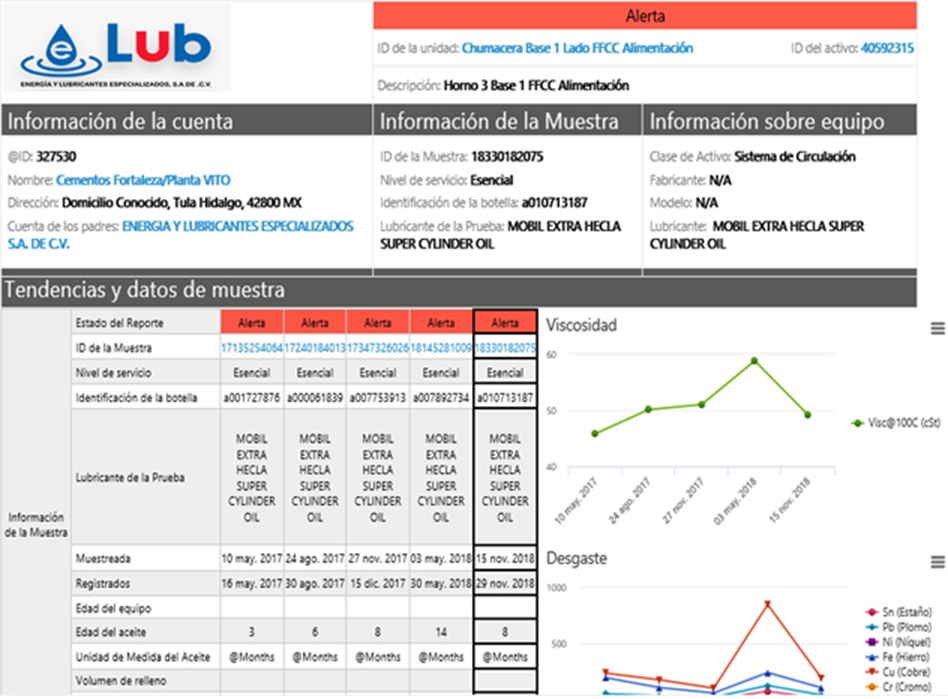 e Lub
ENERGÍA Y LUBRICANTES ESPECIALIZADOS, S.A. DE .C.V.
Alerta
ID de la unidad: Chumacera Base 1 Lado FFCC Alimentación
ID del activo: 40592315
Descripción: Horno 3 Base 1 FFCC Alimentación
Información de la cuenta
@ID: 327530
Nombre: Cementos Fortaleza/Planta VITO
Dirección: Domicilio Conocido, Tula Hidalgo, 42800 MX
Cuenta de los padres: ENERGIA Y LUBRICANTES ESPECIALIZADOS
S.A. DE C.V.
Información de la Muestra
ID de la Muestra: 18330182075
Nivel de servicio: Esencial
Identificación de la botella: a010713187
Lubricante de la Prueba: MOBIL EXTRA HECLA
SUPER CYLINDER OIL
Información sobre equipo
Clase de Activo: Sistema de Circulación
Fabricante: N/A
Modelo: N/A
Lubricante: MOBIL EXTRA HECLA SUPER
CYLINDER OIL
Tendencias y datos de muestra
Información
de la Muestra
Estado del Reporte Alerta Alerta Alerta Alerta Alerta
ID de la Muestra 17135254064 17240184013 17347326026 18145281009 18330182075
Nivel de servicio Esencial Esencial Esencial Esencial Esencial
Identificación de la botella a001727876 a000061839 a007753913 a007892734 a010713187
Lubricante de la Prueba
MOBIL MOBIL MOBIL MOBIL MOBIL
EXTRA EXTRA EXTRA EXTRA EXTRA
HECLA HECLA HECLA HECLA HECLA
SUPER SUPER SUPER SUPER SUPER
CYLINDER CYLINDER CYLINDER CYLINDER CYLINDER
OIL OIL OIL OIL OIL
Muestreada 10 may. 2017 24 ago. 2017 27 nov. 2017 03 may. 2018 15 nov. 2018
Registrados 16 may. 2017 30 ago. 2017 15 dic. 2017 30 may. 2018 29 nov. 2018
Edad del equipo
Edad del aceite 3 6 8 14 8
Unidad de Medida del Aceite @Months @Months @Months @Months @Months
Volumen de relleno
Viscosidad
60
50
40
10 may. 2017
24 ago. 2017
27 nov. 2017
03 may. 2018
15 nov. 2018
Visc@100C (cSt)
Desgaste
1000
500
Sn (Estaño)
Pb (Plomo)
Ni (Níquel)
Fe (Hierro)
Cu (Cobre)
Cr (Cromo)